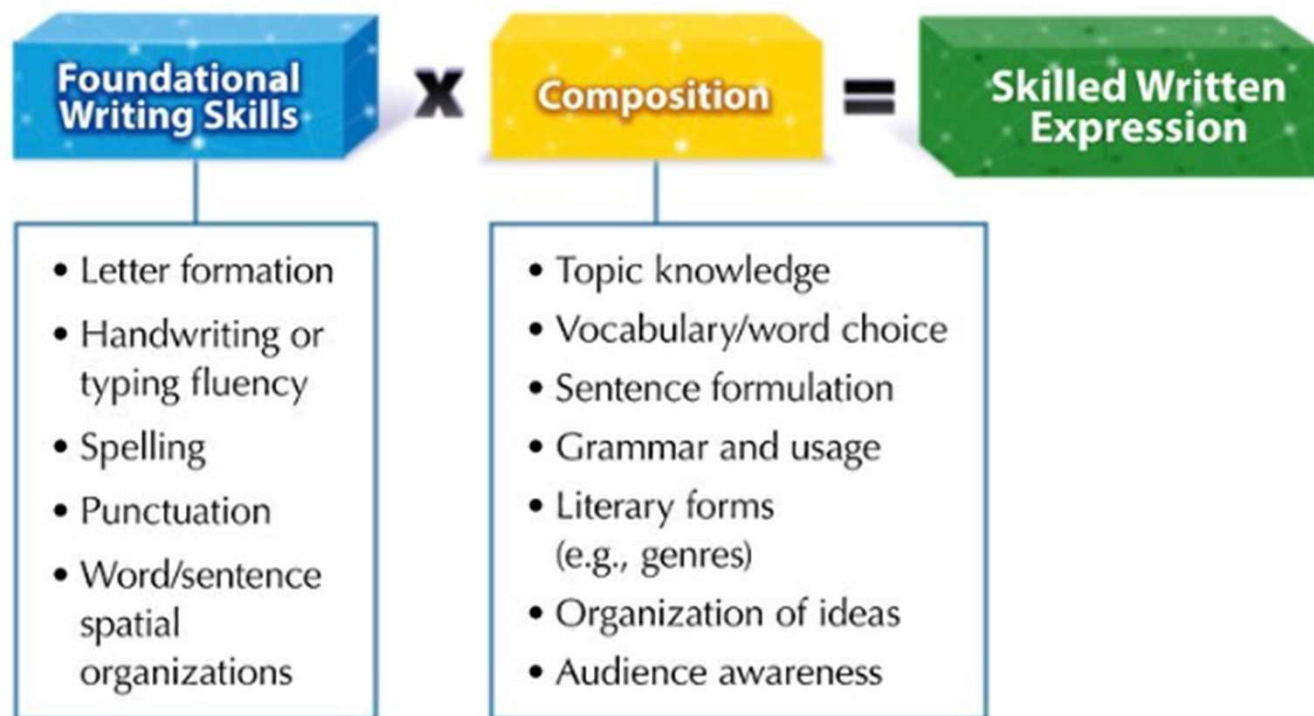 Foundational
Writing Skills
x
Composition
=
Skilled Written
Expression
• Letter formation
• Handwriting or
typing fluency
• Spelling
• Punctuation
• Word/sentence
spatial
organizations
• Topic knowledge
• Vocabulary/word choice
• Sentence formulation
• Grammar and usage
• Literary forms
(e.g., genres)
• Organization of ideas
• Audience awareness